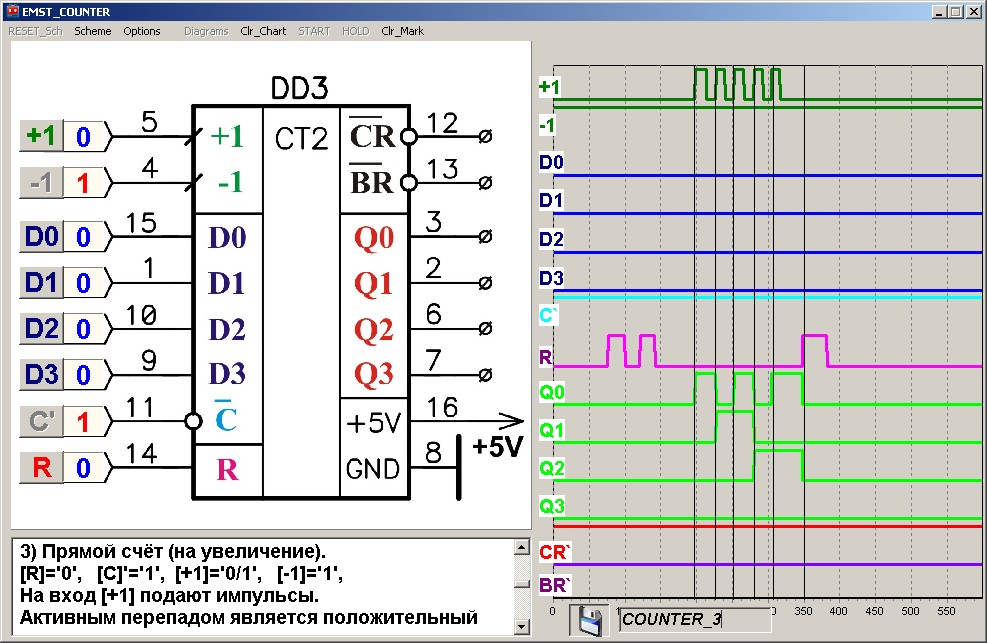 EMST_COUNTER
RESET_Sch Scheme Options Diagrams Clr_Chart START HOLD Clr_Mark
DD3
+1 0 5 +1 CT2 CR 12
-1 1 4 -1 BR 13
D0 0 15 D0 Q0 3
D1 0 1 D1 Q1 2
D2 0 10 D2 Q2 6
D3 0 9 D3 Q3 7
C' 1 11 C +5V 16
+5V
R 0 14 R GND 8
3) Прямой счёт (на увеличение).
[R]='0', [C]'='1', [+1]='0/1', [-1]='1',
На вход [+1] подают импульсы.
Активным перепадом является положительный
+1
-1
D0
D1
D2
D3
C`
R
Q0
Q1
Q2
Q3
CR`
BR`
0 1 0 350 400 450 500 550
COUNTER_3